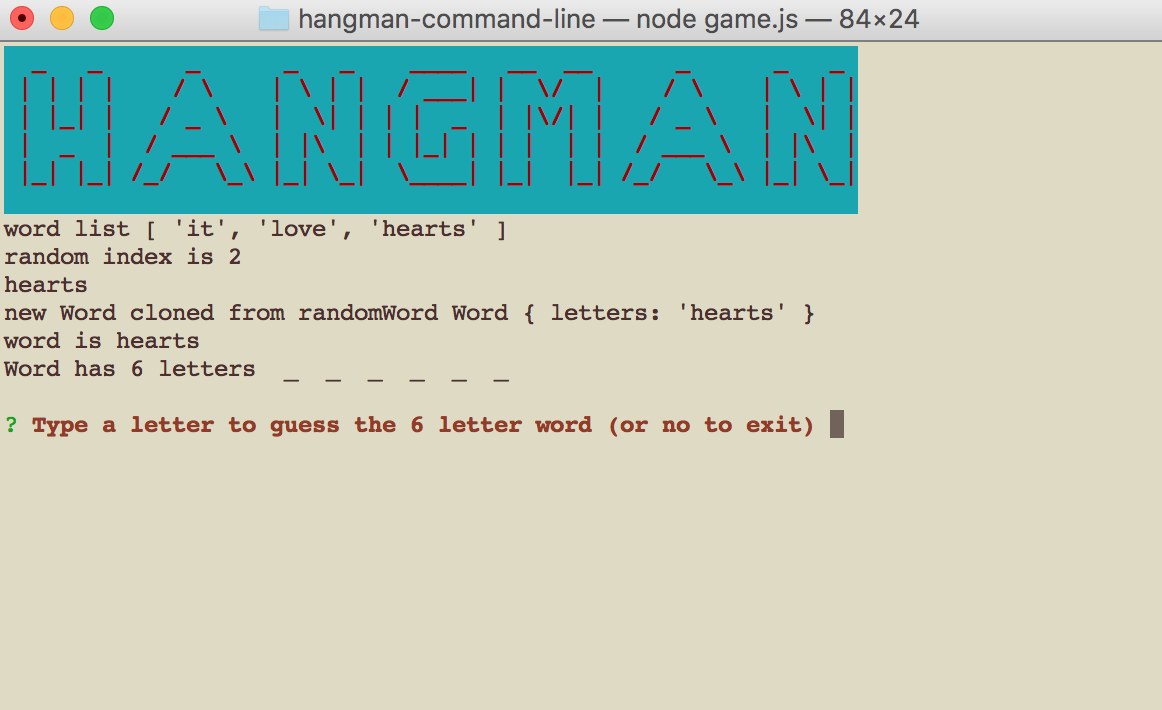 hangman-command-line — node game.js — 84×24
HANGMAN
word list [ 'it', 'love', 'hearts' ]
random index is 2
hearts
new Word cloned from randomWord Word { letters: 'hearts' }
word is hearts
Word has 6 letters  _  _  _  _  _  _
? Type a letter to guess the 6 letter word (or no to exit)